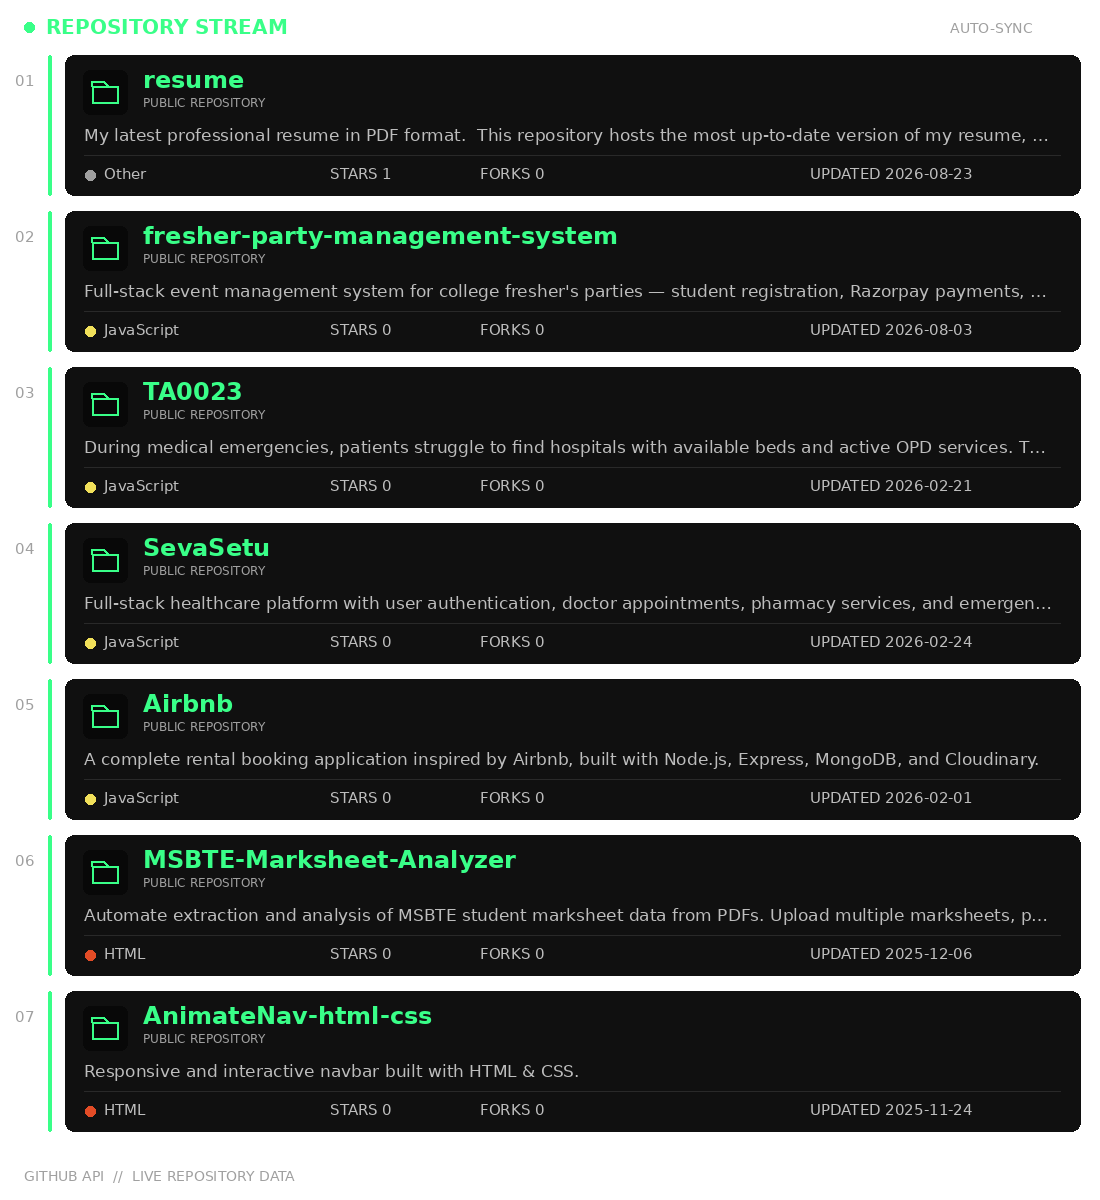 REPOSITORY STREAM
AUTO-SYNC
01
resume
PUBLIC REPOSITORY
My latest professional resume in PDF format.  This repository hosts the most up-to-date version of my resume, ...
Other STARS 1 FORKS 0 UPDATED 2026-08-23
02
fresher-party-management-system
PUBLIC REPOSITORY
Full-stack event management system for college fresher's parties — student registration, Razorpay payments, ...
JavaScript STARS 0 FORKS 0 UPDATED 2026-08-03
03
TA0023
PUBLIC REPOSITORY
During medical emergencies, patients struggle to find hospitals with available beds and active OPD services. T...
JavaScript STARS 0 FORKS 0 UPDATED 2026-02-21
04
SevaSetu
PUBLIC REPOSITORY
Full-stack healthcare platform with user authentication, doctor appointments, pharmacy services, and emergen...
JavaScript STARS 0 FORKS 0 UPDATED 2026-02-24
05
Airbnb
PUBLIC REPOSITORY
A complete rental booking application inspired by Airbnb, built with Node.js, Express, MongoDB, and Cloudinary.
JavaScript STARS 0 FORKS 0 UPDATED 2026-02-01
06
MSBTE-Marksheet-Analyzer
PUBLIC REPOSITORY
Automate extraction and analysis of MSBTE student marksheet data from PDFs. Upload multiple marksheets, p...
HTML STARS 0 FORKS 0 UPDATED 2025-12-06
07
AnimateNav-html-css
PUBLIC REPOSITORY
Responsive and interactive navbar built with HTML & CSS.
HTML STARS 0 FORKS 0 UPDATED 2025-11-24
GITHUB API  //  LIVE REPOSITORY DATA